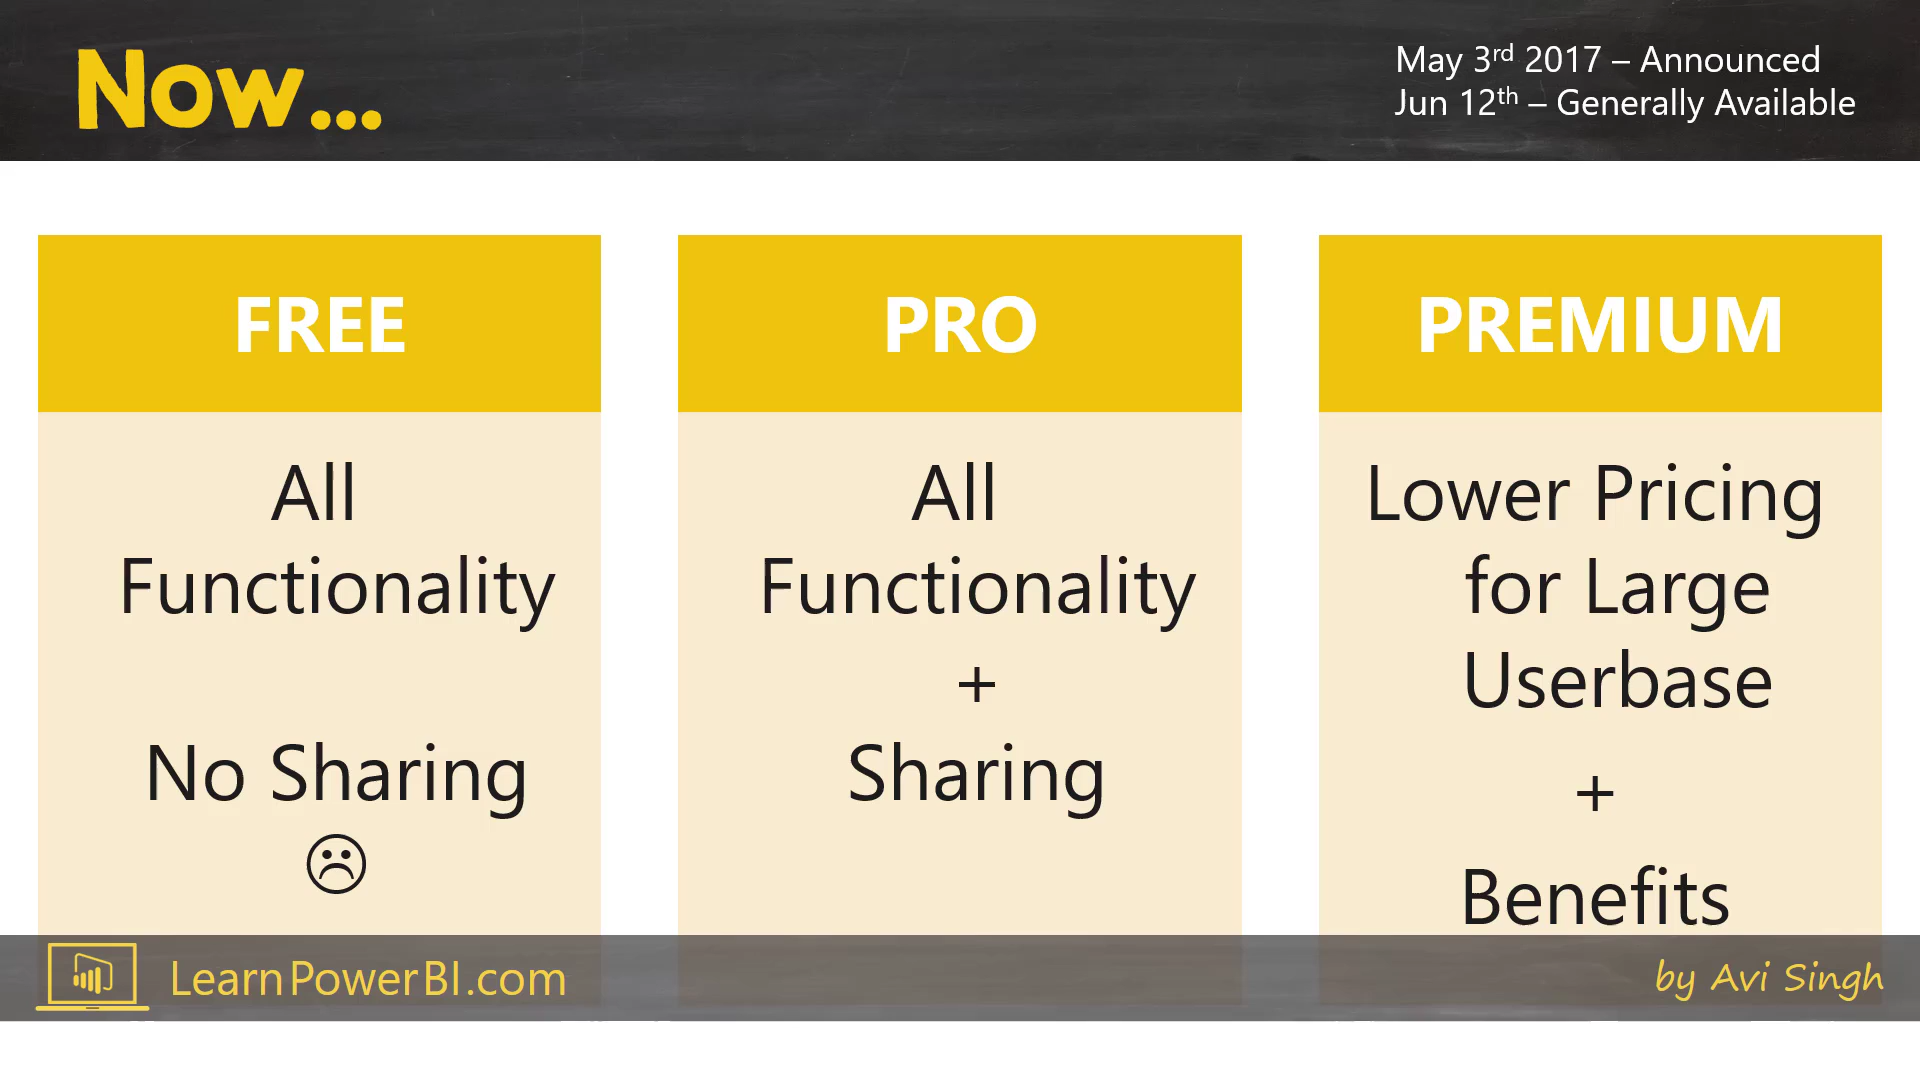 Now...
May 3rd 2017 – Announced
Jun 12th – Generally Available
FREE
All
Functionality
No Sharing
☹
PRO
All
Functionality
+
Sharing
PREMIUM
Lower Pricing
for Large
Userbase
+
Benefits
LearnPowerBI.com
by Avi Singh